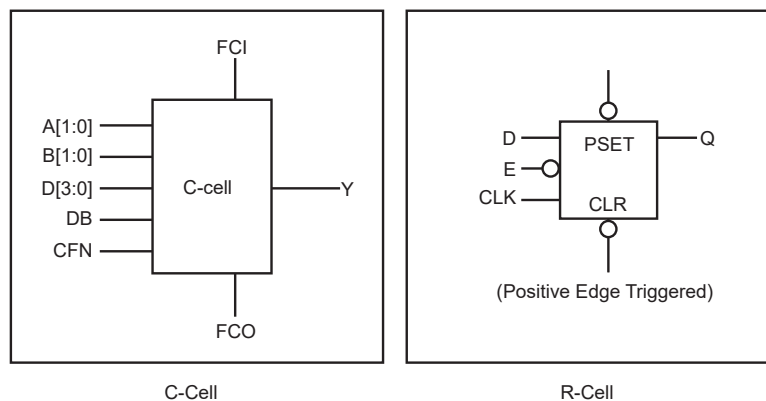 FCI
A[1:0]
B[1:0]
D[3:0]
DB
CFN
C-cell
Y
FCO
C-Cell
D
E
CLK
PSET
CLR
Q
(Positive Edge Triggered)
R-Cell